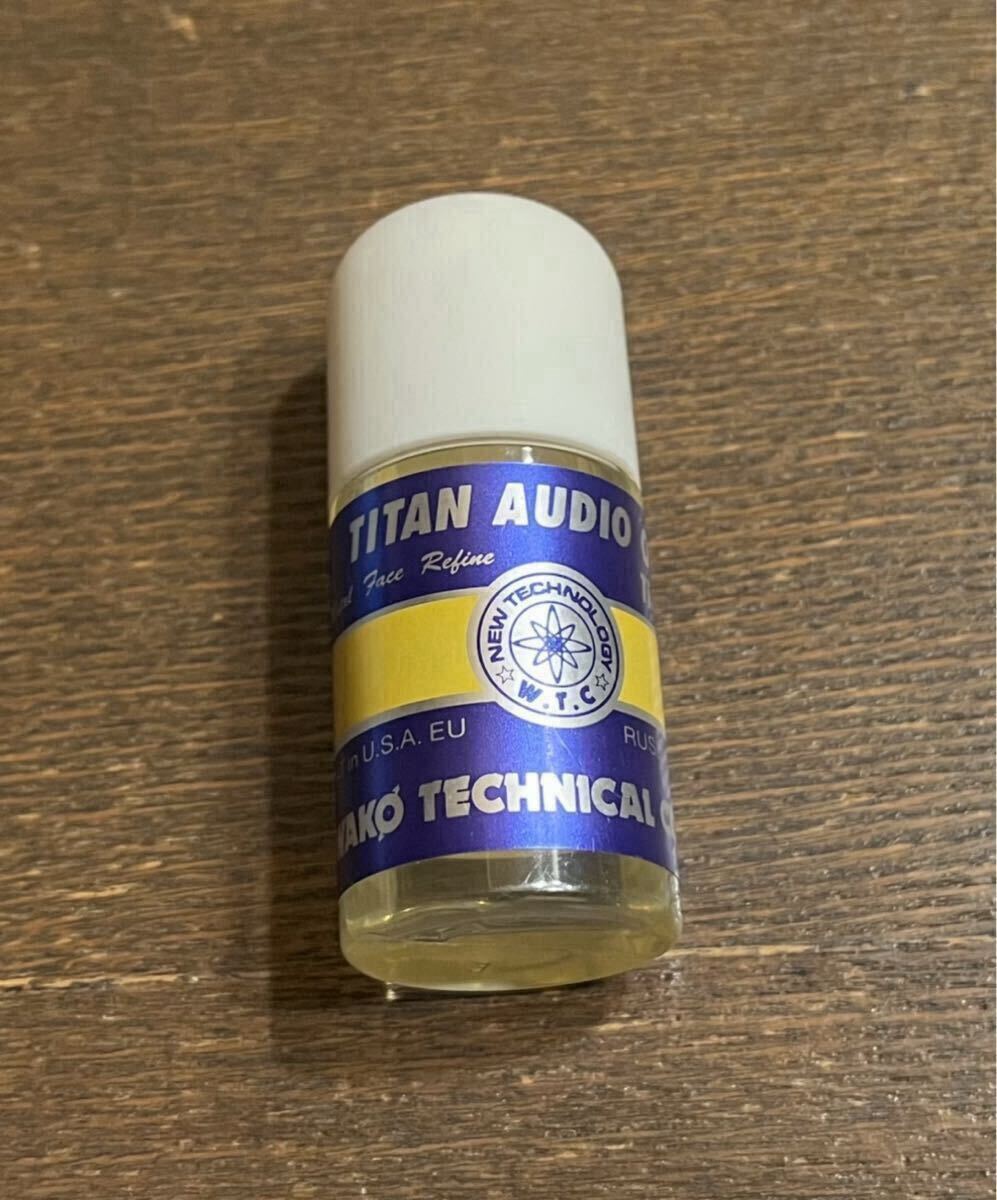 TITAN AUDIO
Face Refine
NEW TECHNOLOGY
W.T.C
in U.S.A. EU
TECHNICAL